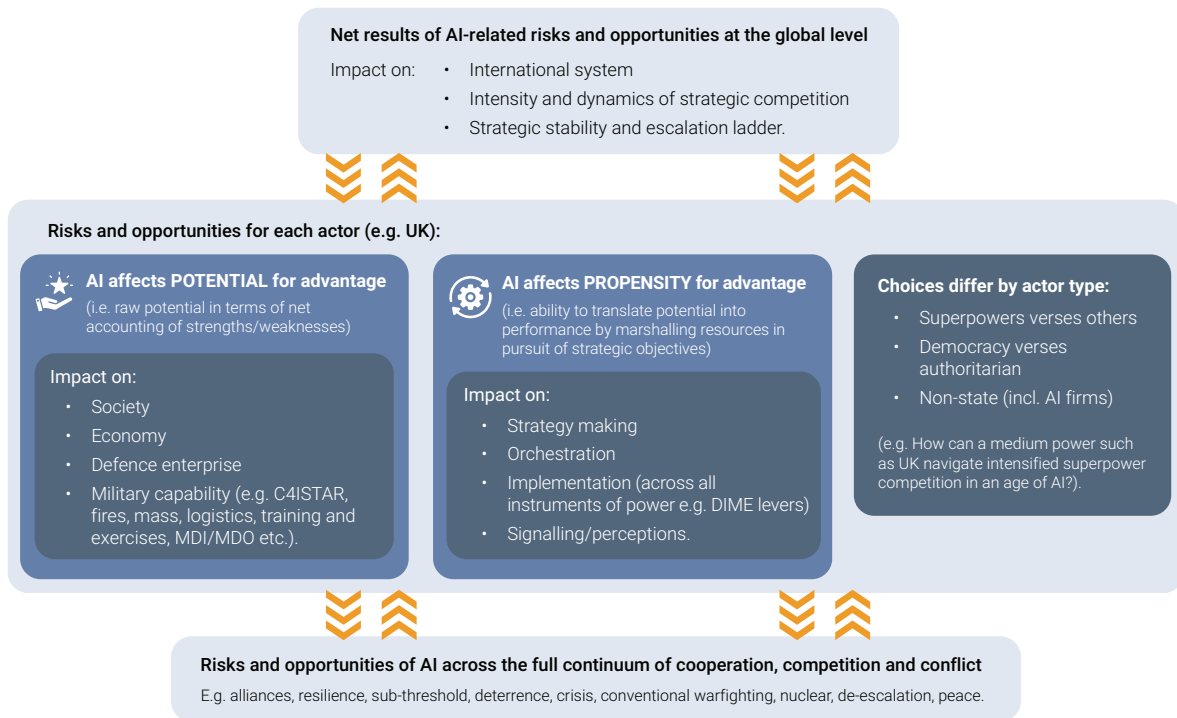 Net results of AI-related risks and opportunities at the global level
Impact on:
• International system
• Intensity and dynamics of strategic competition
• Strategic stability and escalation ladder.
Risks and opportunities for each actor (e.g. UK):
AI affects POTENTIAL for advantage
(i.e. raw potential in terms of net
accounting of strengths/weaknesses)
Impact on:
• Society
• Economy
• Defence enterprise
• Military capability (e.g. C4ISTAR,
fires, mass, logistics, training and
exercises, MDI/MDO etc.).
AI affects PROPENSITY for advantage
(i.e. ability to translate potential into
performance by marshalling resources in
pursuit of strategic objectives)
Impact on:
• Strategy making
• Orchestration
• Implementation (across all
instruments of power e.g. DIME levers)
• Signalling/perceptions.
Choices differ by actor type:
• Superpowers verses others
• Democracy verses
authoritarian
• Non-state (incl. AI firms)
(e.g. How can a medium power such
as UK navigate intensified superpower
competition in an age of AI?).
Risks and opportunities of AI across the full continuum of cooperation, competition and conflict
E.g. alliances, resilience, sub-threshold, deterrence, crisis, conventional warfighting, nuclear, de-escalation, peace.